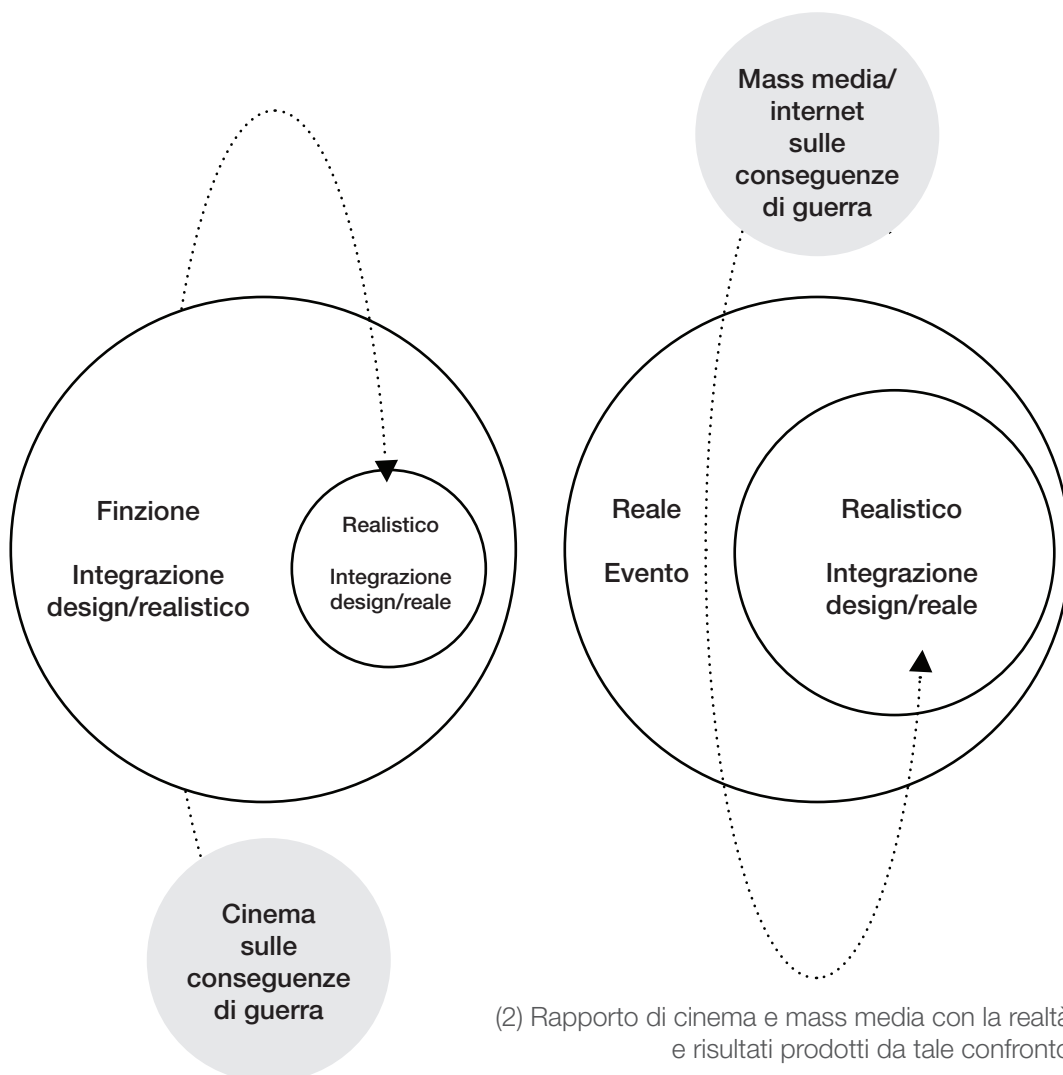 Mass media/
internet
sulle
conseguenze
di guerra
Finzione
Integrazione
design/realistico
Realistico
Integrazione
design/reale
Reale
Evento
Realistico
Integrazione
design/reale
Cinema
sulle
conseguenze
di guerra
(2) Rapporto di cinema e mass media con la realtà
e risultati prodotti da tale confronto